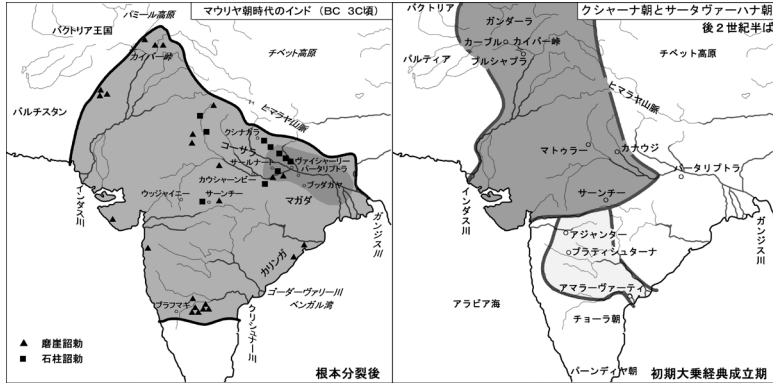 マウリヤ朝時代のインド（BC 3C頃）
パミール高原
バクトリア王国
カイバー峠
チベット高原
バルチスタン
ヒマラヤ山脈
クシナガラ
コーサラ
サールナート
ヴァイシャーリー
パータリプトラ
カウシャーンビー
ブッダガヤ
ウッジャイニー
サーンチー
マガダ
インダス川
ガンジス川
カリンガ
ゴーダーヴァリー川
ベンガル湾
ブラフマギ
クリシュナー川
▲ 磨崖詔勅
■ 石柱詔勅
根本分裂後
クシャーナ朝とサータヴァーハナ朝
後２世紀半ば
バクトリア
ガンダーラ
カーブル
カイバー峠
プルシャプラ
パルティア
チベット高原
ヒマラヤ山脈
マトゥラー
カナウジ
パータリプトラ
サーンチー
インダス川
ガンジス川
アジャンター
プラティシュターナ
アマラーヴァーティ
アラビア海
チョーラ朝
パーンディヤ朝
初期大乗経典成立期